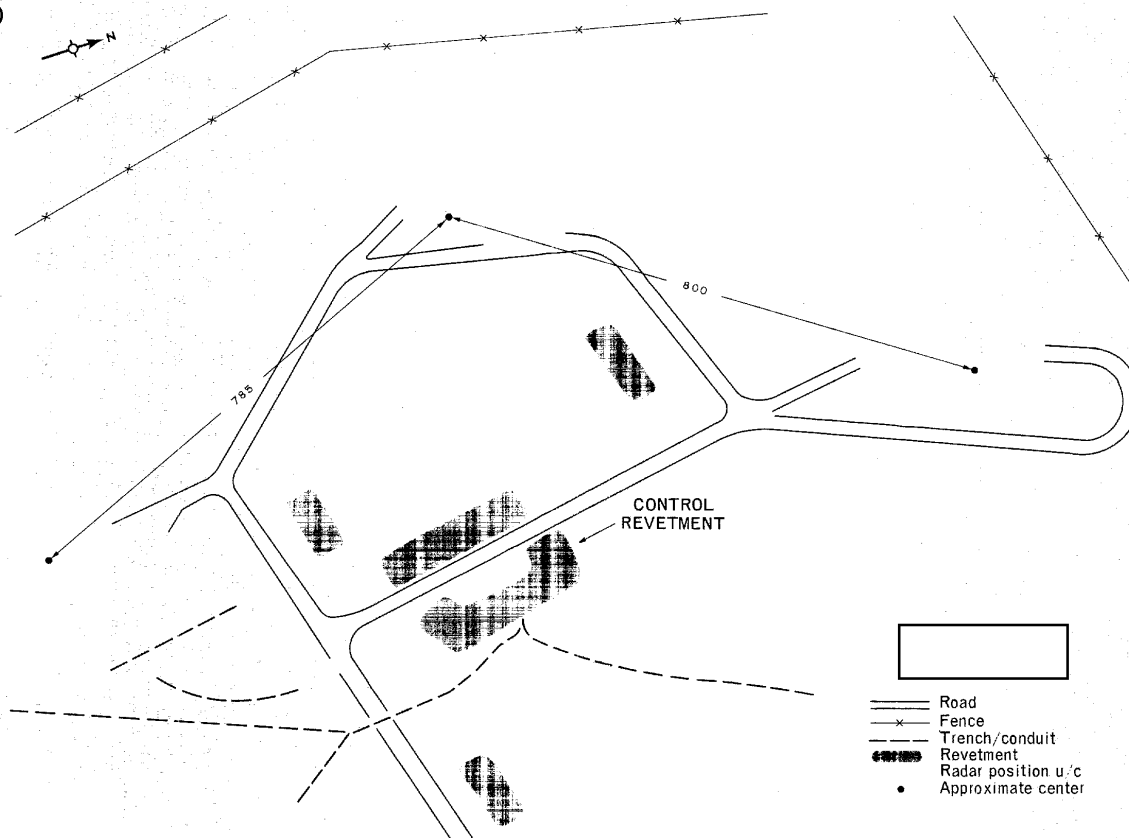 )
N
800
785
CONTROL
REVETMENT
Road
Fence
Trench/conduit
Revetment
Radar position u/c
Approximate center